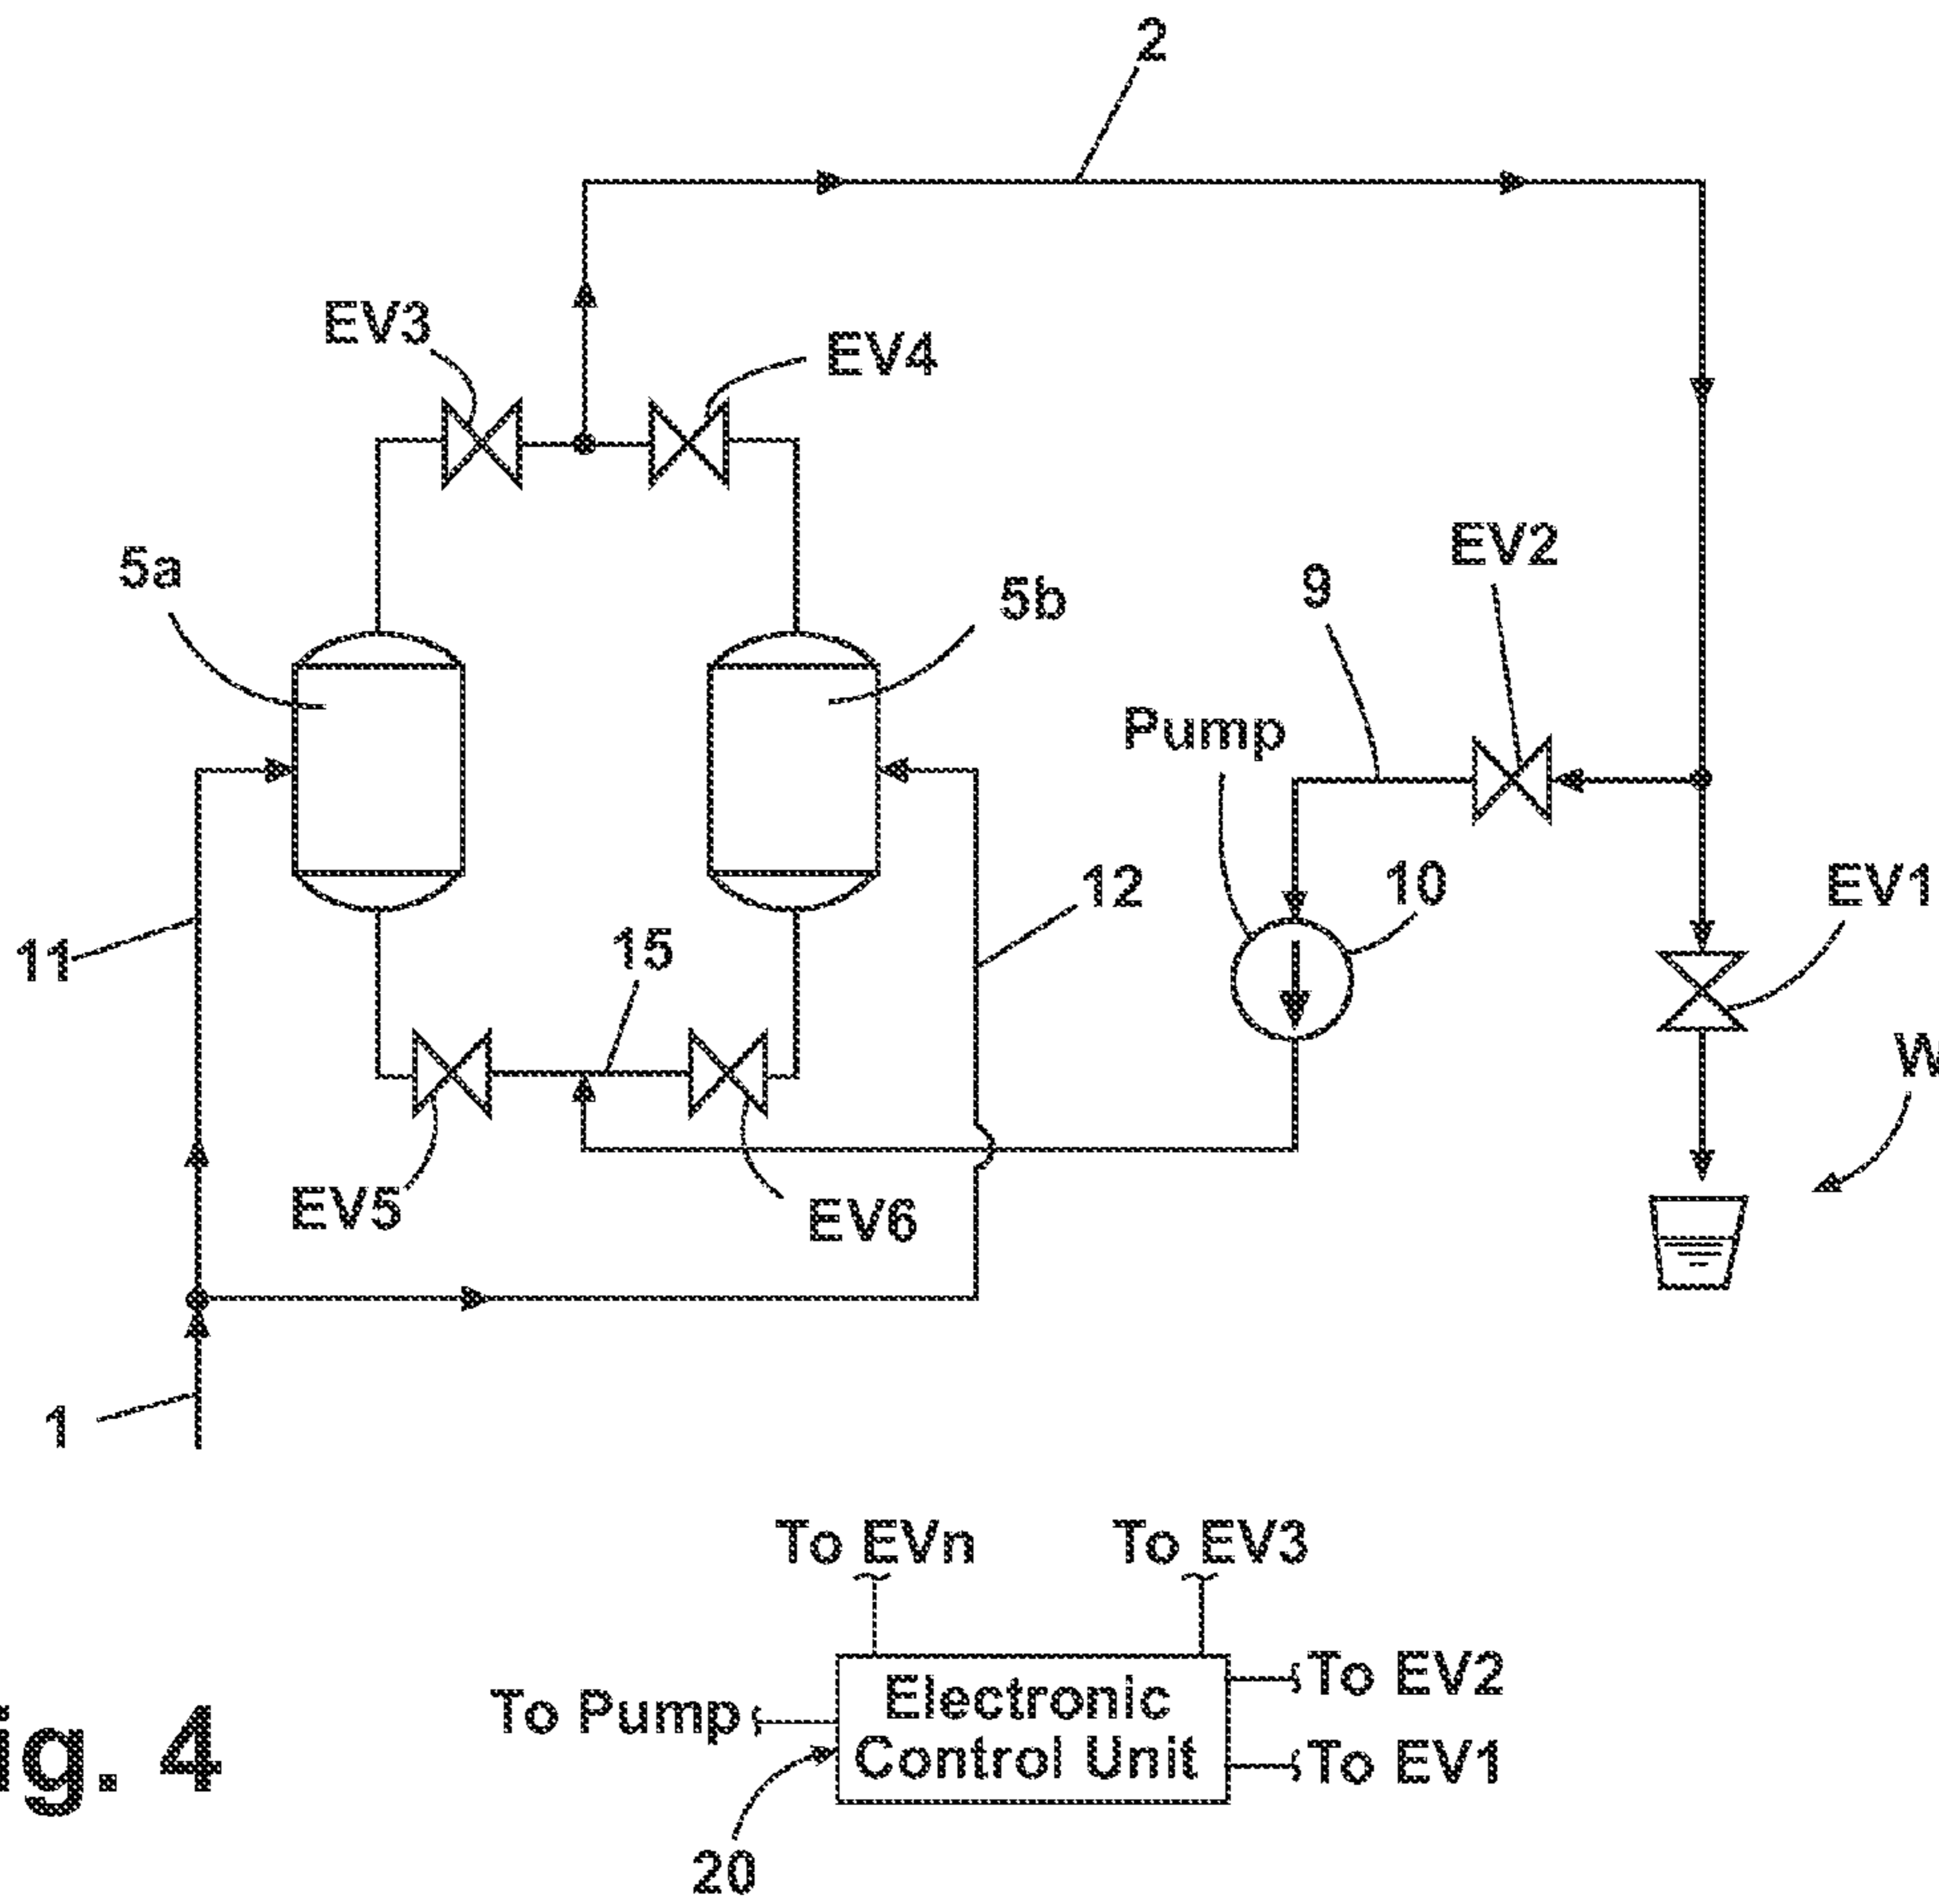 2
EV3
EV4
5a
5b
EV2
9
Pump
10
12
EV1
11
15
W
EV5
EV6
1
To EVn
To EV3
Electronic
Control Unit
To EV2
To Pump
To EV1
ig. 4
20